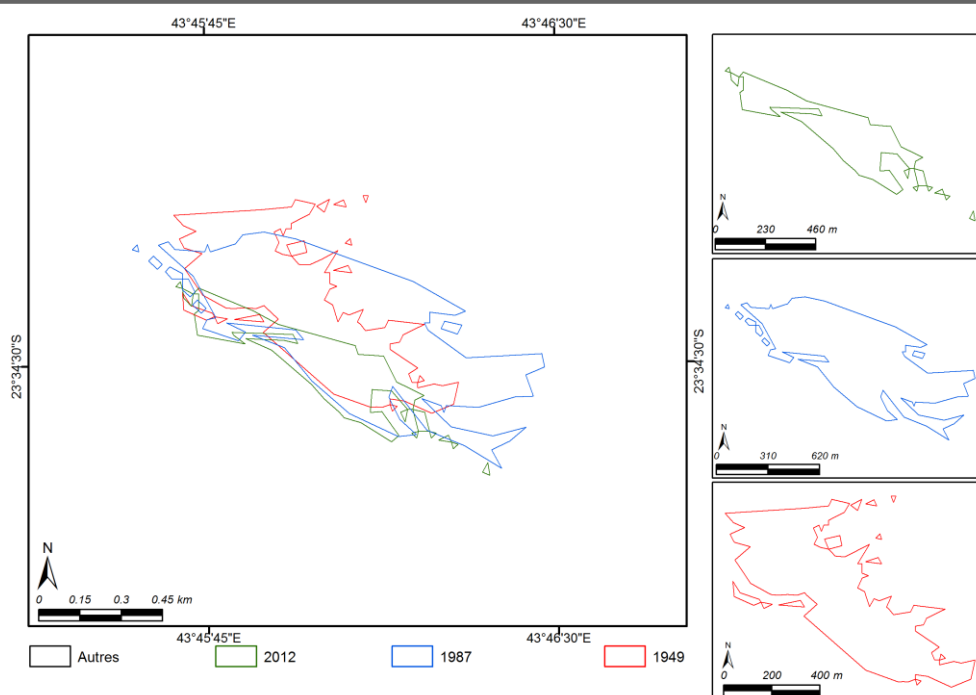 43°45'45"E 43°46'30"E
23°34'30"S
N
0 0.15 0.3 0.45 km
43°45'45"E 43°46'30"E
Autres 2012 1987 1949
N
0 230 460 m
23°34'30"S
N
0 310 620 m
N
0 200 400 m